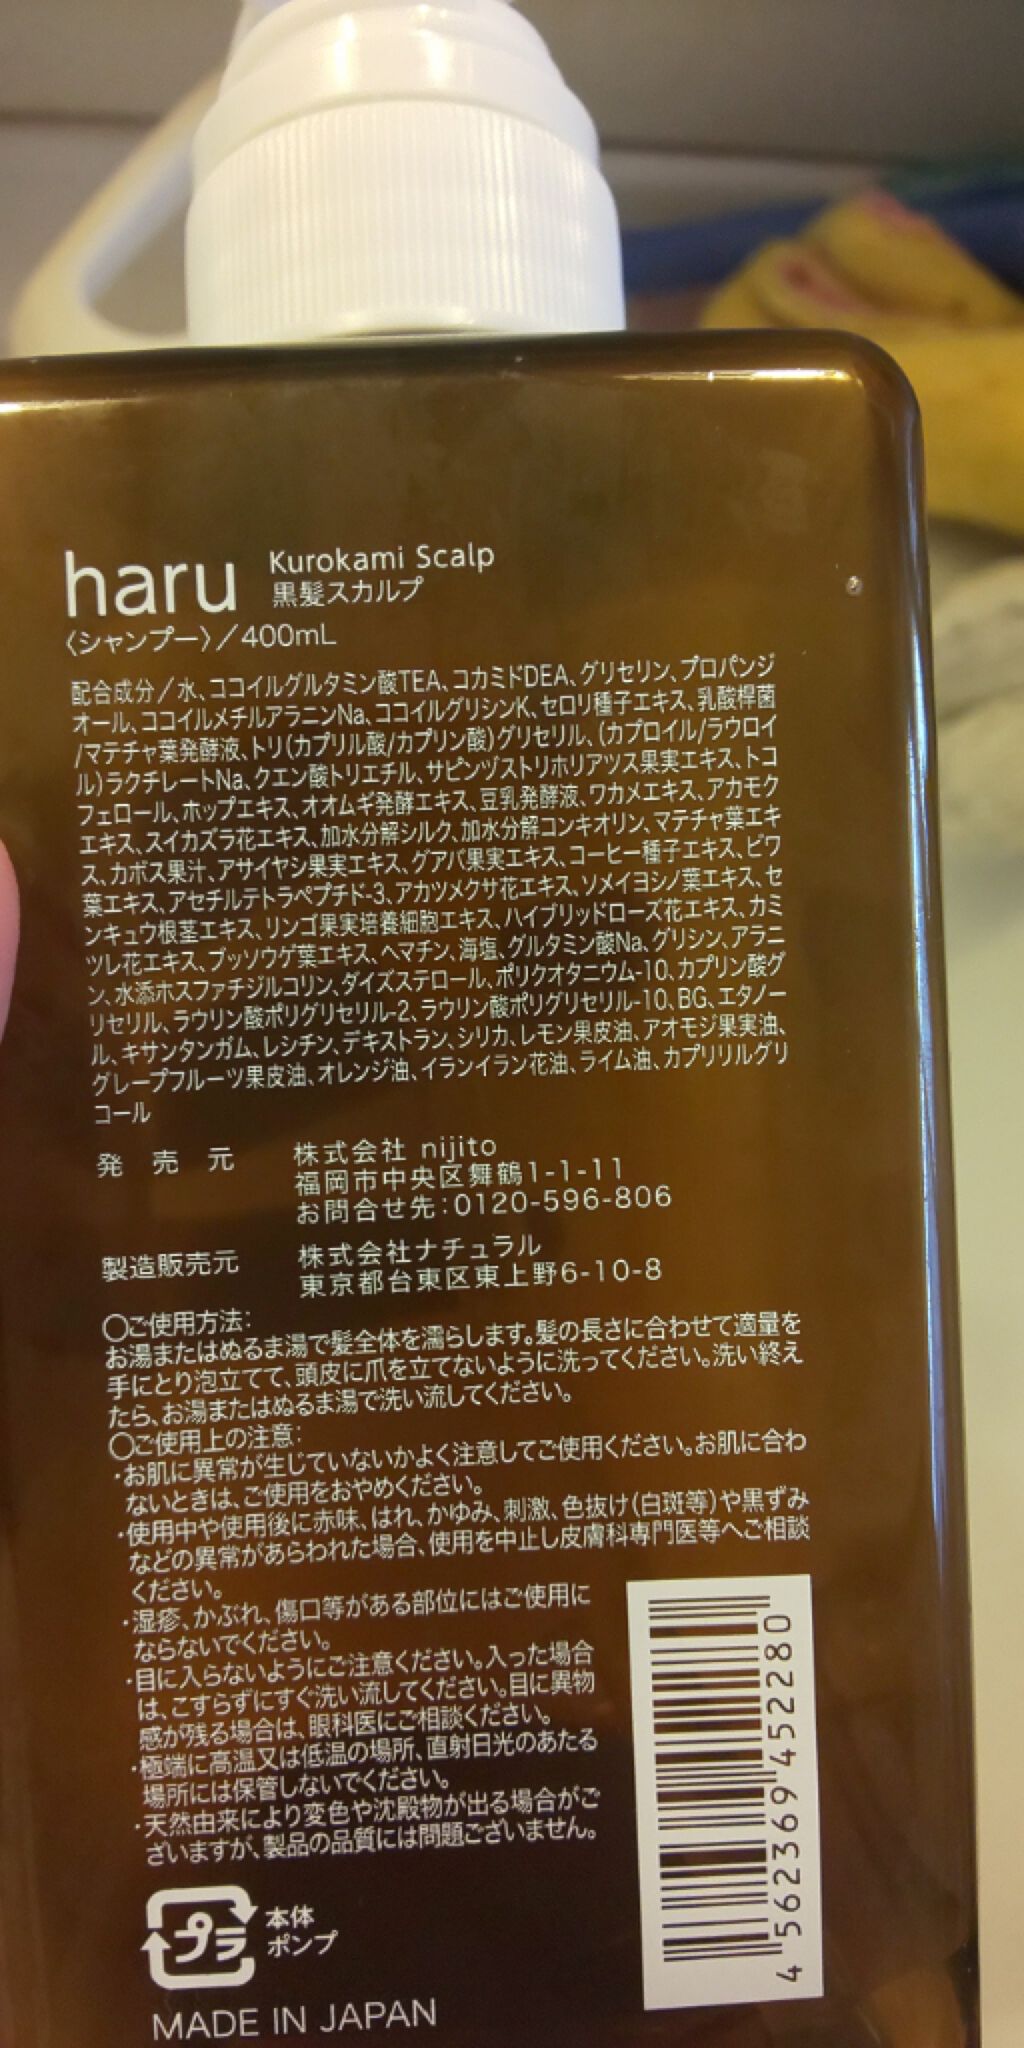 haru Kurokami Scalp
黒髪スカルプ
〈シャンプー〉／400mL
配合成分／水、ココイルグルタミン酸TEA、コカミドDEA、グリセリン、プロパンジ
オール、ココイルメチルアラニンNa、ココイルグリシンK、セロリ種子エキス、乳酸桿菌
/マテチャ葉発酵液、トリ(カプリル酸/カプリン酸)グリセリル、(カプロイル/ラウロイ
ル)ラクチレートNa、クエン酸トリエチル、サピンヅストリホリアツス果実エキス、トコ
フェロール、ホップエキス、オオムギ発酵エキス、豆乳発酵液、ワカメエキス、アカモク
エキス、スイカズラ花エキス、加水分解シルク、加水分解コンキオリン、マテチャ葉エキ
ス、カボス果汁、アサイヤシ果実エキス、グアバ果実エキス、コーヒー種子エキス、ビワ
葉エキス、アセチルテトラペプチド-3、アカツメクサ花エキス、ソメイヨシノ葉エキス、セ
ンキュウ根茎エキス、リンゴ果実培養細胞エキス、ハイブリッドローズ花エキス、カミ
ツレ花エキス、ブッソウゲ葉エキス、ヘマチン、海塩、グルタミン酸Na、グリシン、アラニ
ン、水添ホスファチジルコリン、ダイズステロール、ポリクオタニウム-10、カプリン酸グ
リセリル、ラウリン酸ポリグリセリル-2、ラウリン酸ポリグリセリル-10、BG、エタノー
ル、キサンタンガム、レシチン、デキストラン、シリカ、レモン果皮油、アオモジ果実油、
グレープフルーツ果皮油、オレンジ油、イランイラン花油、ライム油、カプリリルグリ
コール
発売元 株式会社 nijito
福岡市中央区舞鶴1-1-11
お問合せ先：0120-596-806
製造販売元 株式会社ナチュラル
東京都台東区東上野6-10-8
〇ご使用方法：
お湯またはぬるま湯で髪全体を濡らします。髪の長さに合わせて適量を
手にとり泡立てて、頭皮に爪を立てないように洗ってください。洗い終え
たら、お湯またはぬるま湯で洗い流してください。
〇ご使用上の注意：
・お肌に異常が生じていないかよく注意してご使用ください。お肌に合わ
ないときは、ご使用をおやめください。
・使用中や使用後に赤味、はれ、かゆみ、刺激、色抜け（白斑等）や黒ずみ
などの異常があらわれた場合、使用を中止し皮膚科専門医等へご相談
ください。
・湿疹、かぶれ、傷口等がある部位にはご使用に
ならないでください。
・目に入らないようにご注意ください。入った場合
は、こすらずにすぐ洗い流してください。目に異物
感が残る場合は、眼科医にご相談ください。
・極端に高温又は低温の場所、直射日光のあたる
場所には保管しないでください。
・天然由来により変色や沈殿物が出る場合がご
ざいますが、製品の品質には問題ございません。
4562369452280
プラ 本体
ポンプ
MADE IN JAPAN